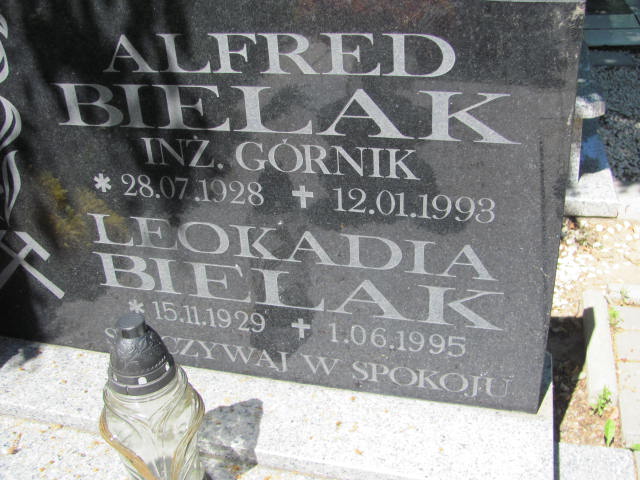 ALFRED
BIELAK
INŻ. GÓRNIK
* 28.07.1928 + 12.01.1993
LEOKADIA
BIELAK
* 15.11.1929 + 1.06.1995
W SPOKOJU